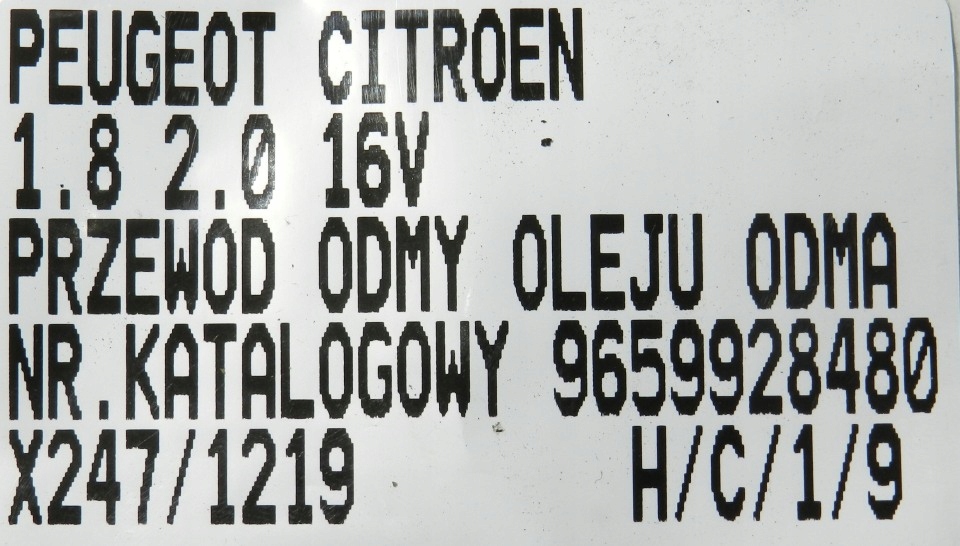 PEUGEOT CITROEN
1.8 2.0 16V
PRZEWOD ODMY OLEJU ODMA
NR.KATALOGOWY 9659928480
X247/1219 H/C/1/9